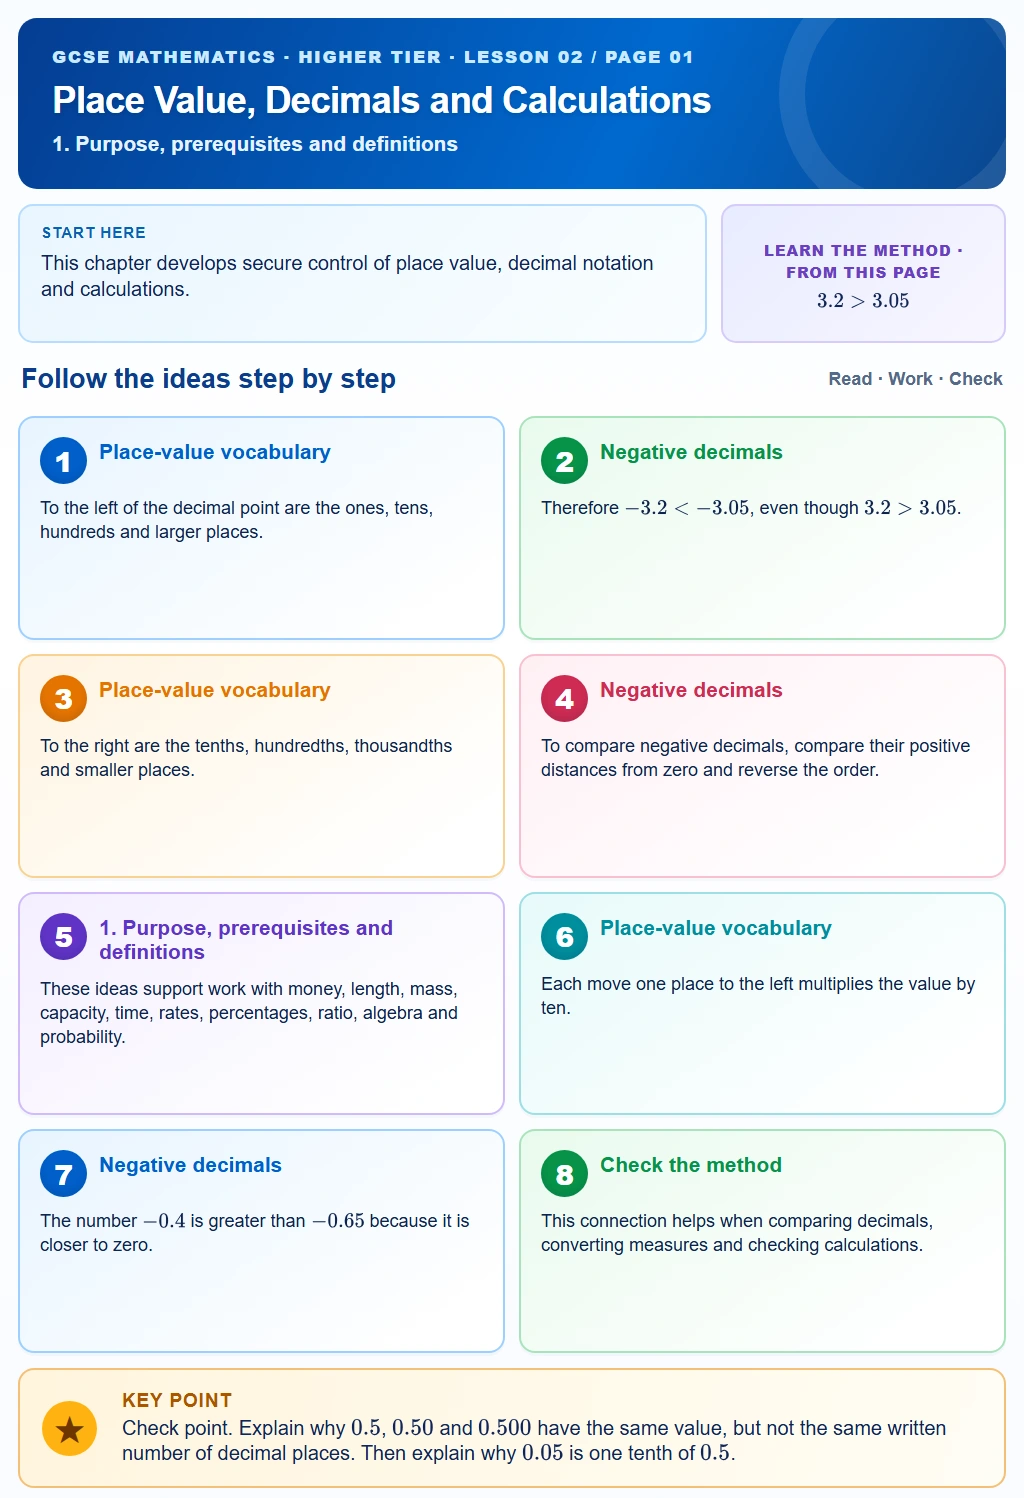 GCSE MATHEMATICS · HIGHER TIER · LESSON 02 / PAGE 01
Place Value, Decimals and Calculations
1. Purpose, prerequisites and definitions
START HERE
This chapter develops secure control of place value, decimal notation
and calculations.
LEARN THE METHOD ·
FROM THIS PAGE
3.2 > 3.05
Follow the ideas step by step
Read · Work · Check
1
Place-value vocabulary
To the left of the decimal point are the ones, tens,
hundreds and larger places.
2
Negative decimals
Therefore −3.2 < −3.05, even though 3.2 > 3.05.
3
Place-value vocabulary
To the right are the tenths, hundredths, thousandths
and smaller places.
4
Negative decimals
To compare negative decimals, compare their positive
distances from zero and reverse the order.
5
1. Purpose, prerequisites and
definitions
These ideas support work with money, length, mass,
capacity, time, rates, percentages, ratio, algebra and
probability.
6
Place-value vocabulary
Each move one place to the left multiplies the value by
ten.
7
Negative decimals
The number −0.4 is greater than −0.65 because it is
closer to zero.
8
Check the method
This connection helps when comparing decimals,
converting measures and checking calculations.
KEY POINT
Check point. Explain why 0.5, 0.50 and 0.500 have the same value, but not the same written
number of decimal places. Then explain why 0.05 is one tenth of 0.5.